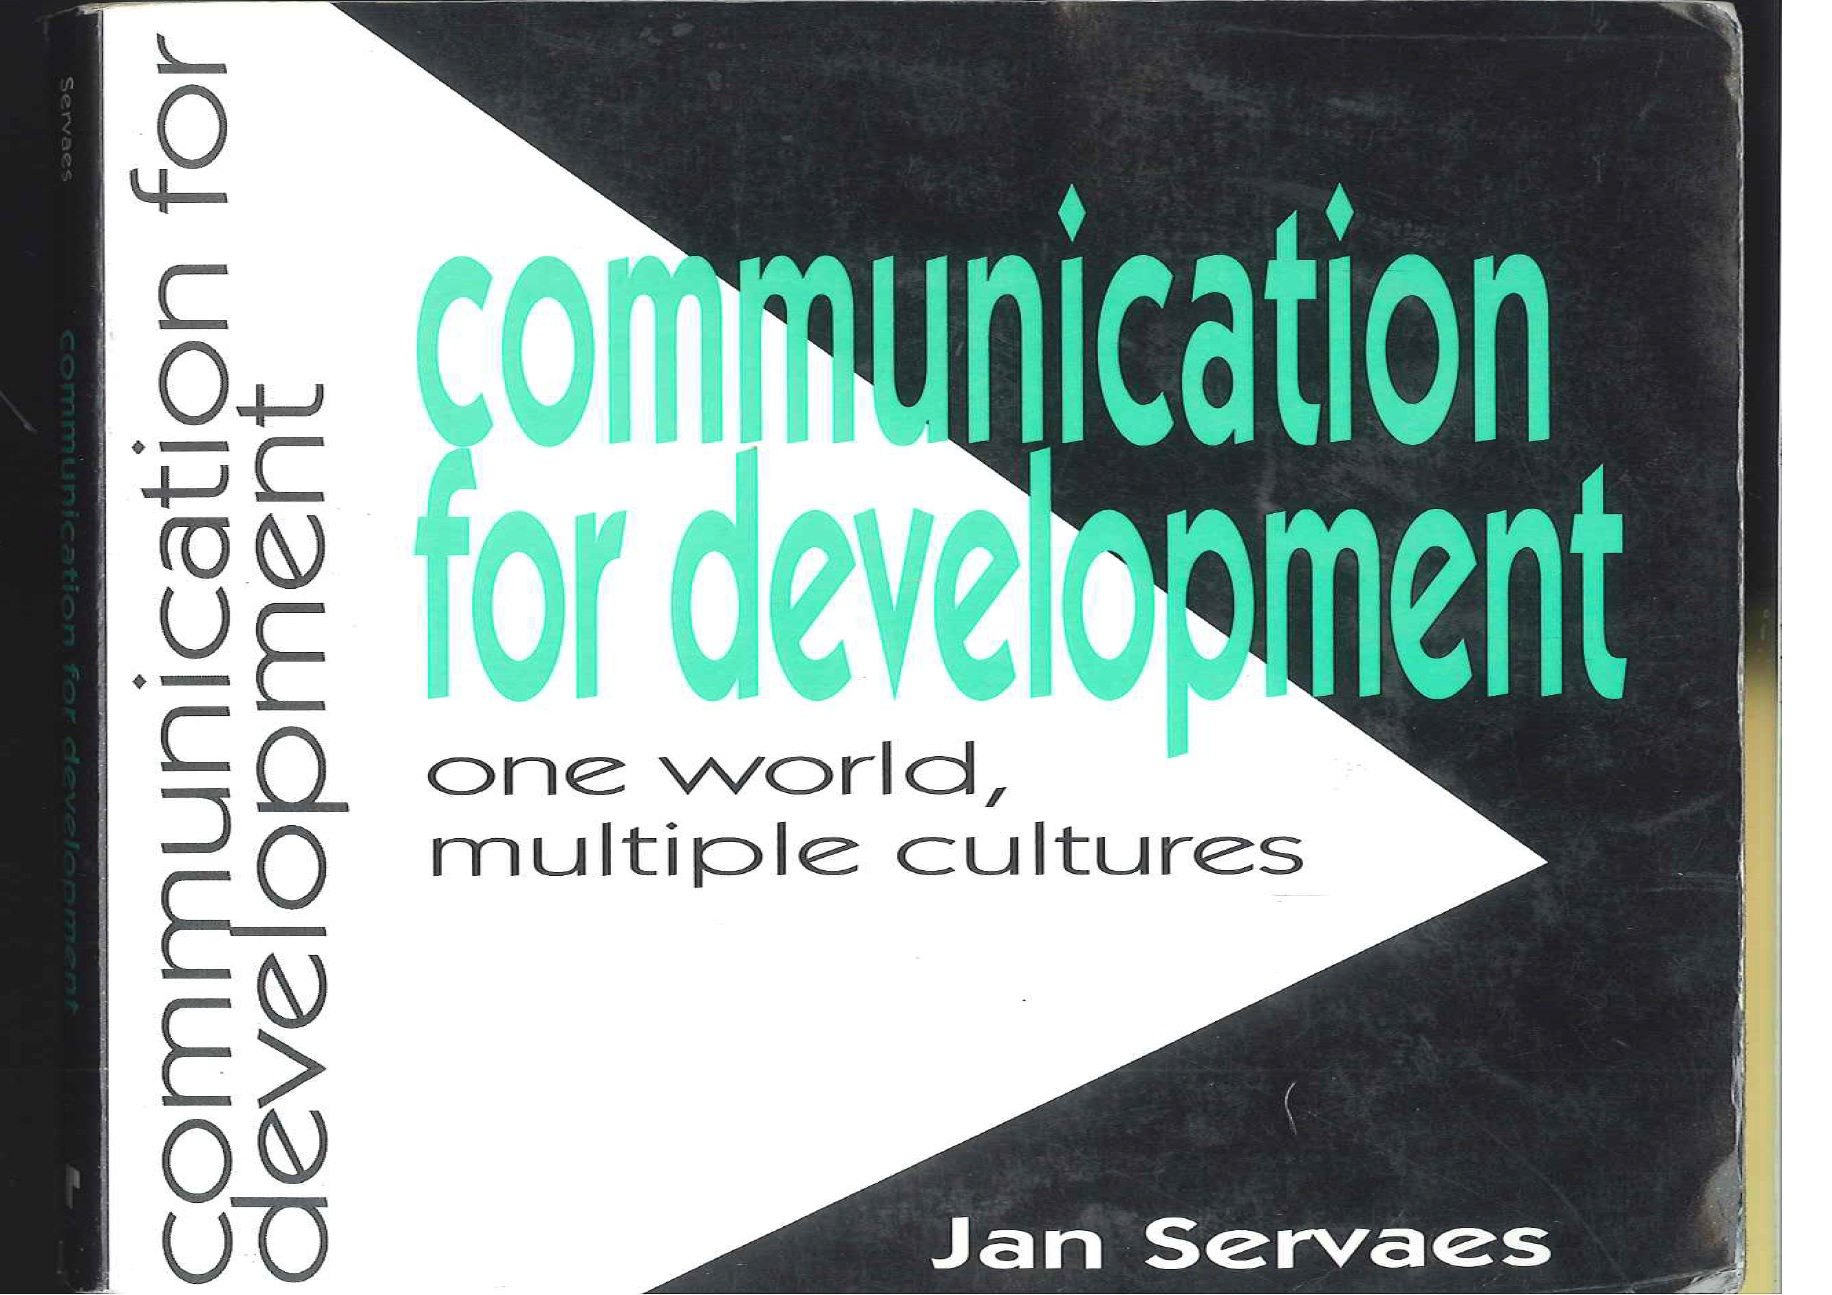 Servaes
communication for development
communication for
development
communication
for development
one world,
multiple cultures
Jan Servaes